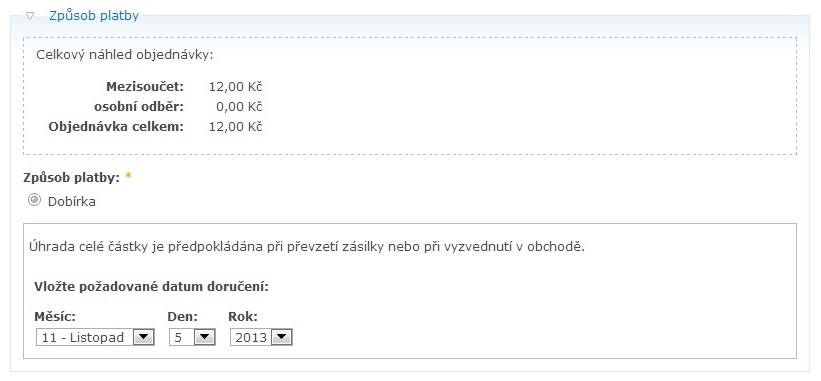 Způsob platby
Celkový náhled objednávky:
Mezisoučet: 12,00 Kč
osobní odběr: 0,00 Kč
Objednávka celkem: 12,00 Kč
Způsob platby: *
Dobírka
Úhrada celé částky je předpokládána při převzetí zásilky nebo při vyzvednutí v obchodě.
Vložte požadované datum doručení:
Měsíc: Den: Rok:
11 - Listopad 5 2013